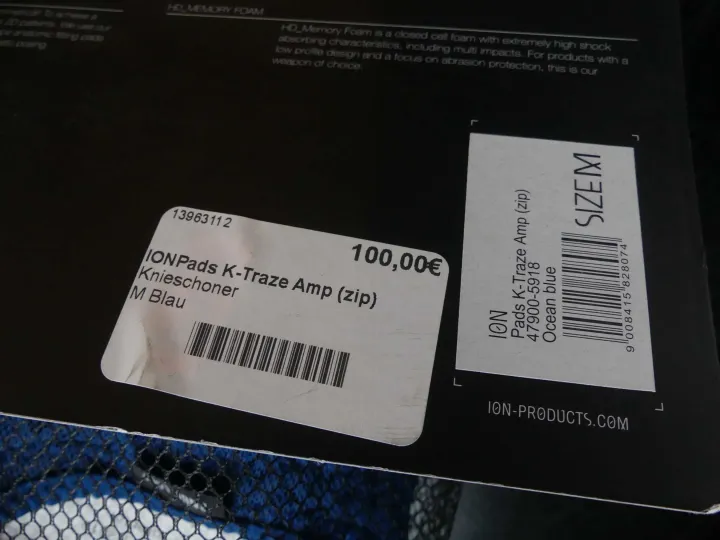 HD_MEMORY FOAM
HD_Memory Foam is a closed cell foam with extremely high shock
absorbing characteristics, including multi impacts. For products with a
low profile design and a focus on abrasion protection, this is our
weapon of choice.
13963112
100,00€
IONPads K-Traze Amp (zip)
Knieschoner
M Blau
ION
Pads K-Traze Amp (zip)
47900-5918
Ocean blue
SIZE M
9 008415 828074
ION-PRODUCTS.COM